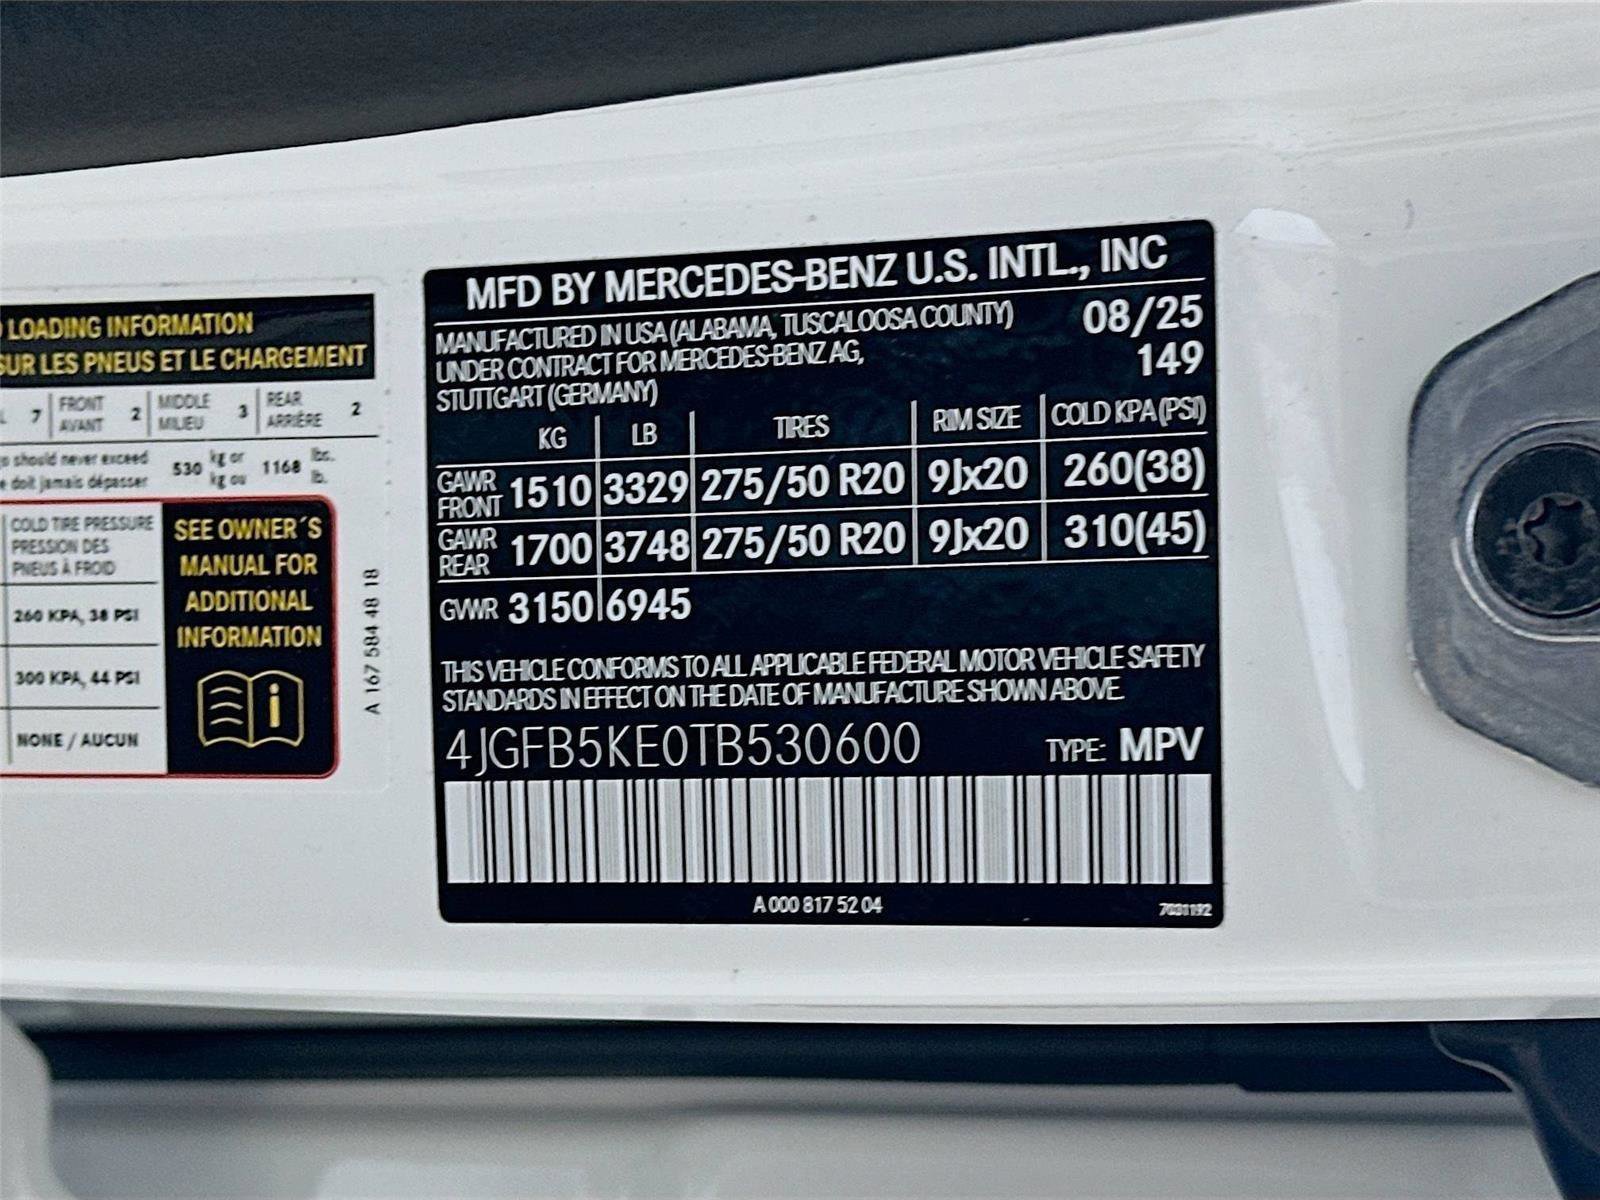 LOADING INFORMATION
SUR LES PNEUS ET LE CHARGEMENT
7 FRONT AVANT 2 MIDDLE MILIEU 3 REAR ARRIÈRE 2
should never exceed
doit jamais dépasser
530 kg or kg ou 1168 lbs. lb.
COLD TIRE PRESSURE
PRESSION DES
PNEUS À FROID
260 KPA, 38 PSI
300 KPA, 44 PSI
NONE / AUCUN
SEE OWNER´S
MANUAL FOR
ADDITIONAL
INFORMATION
i
A 167 584 48 18
MFD BY MERCEDES-BENZ U.S. INTL., INC
MANUFACTURED IN USA (ALABAMA, TUSCALOOSA COUNTY) 08/25
UNDER CONTRACT FOR MERCEDES-BENZ AG, 149
STUTTGART (GERMANY)
KG LB TIRES RIM SIZE COLD KPA (PSI)
GAWR FRONT 1510 3329 275/50 R20 9Jx20 260(38)
GAWR REAR 1700 3748 275/50 R20 9Jx20 310(45)
GVWR 3150 6945
THIS VEHICLE CONFORMS TO ALL APPLICABLE FEDERAL MOTOR VEHICLE SAFETY
STANDARDS IN EFFECT ON THE DATE OF MANUFACTURE SHOWN ABOVE.
4JGFB5KE0TB530600 TYPE: MPV
A 000 817 52 04
7031192